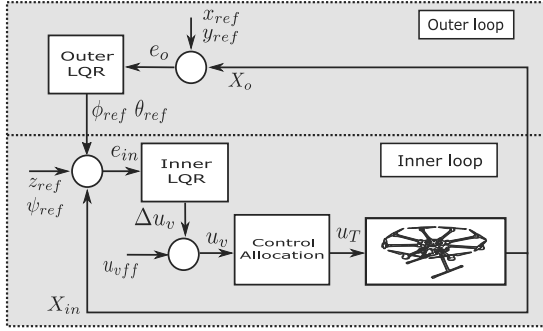 x_ref
y_ref
Outer loop
Outer
LQR
e_o
X_o
ϕ_ref θ_ref
e_in
Inner
LQR
Inner loop
z_ref
ψ_ref
Δu_v
u_v
Control
Allocation
u_T
u_vff
X_in